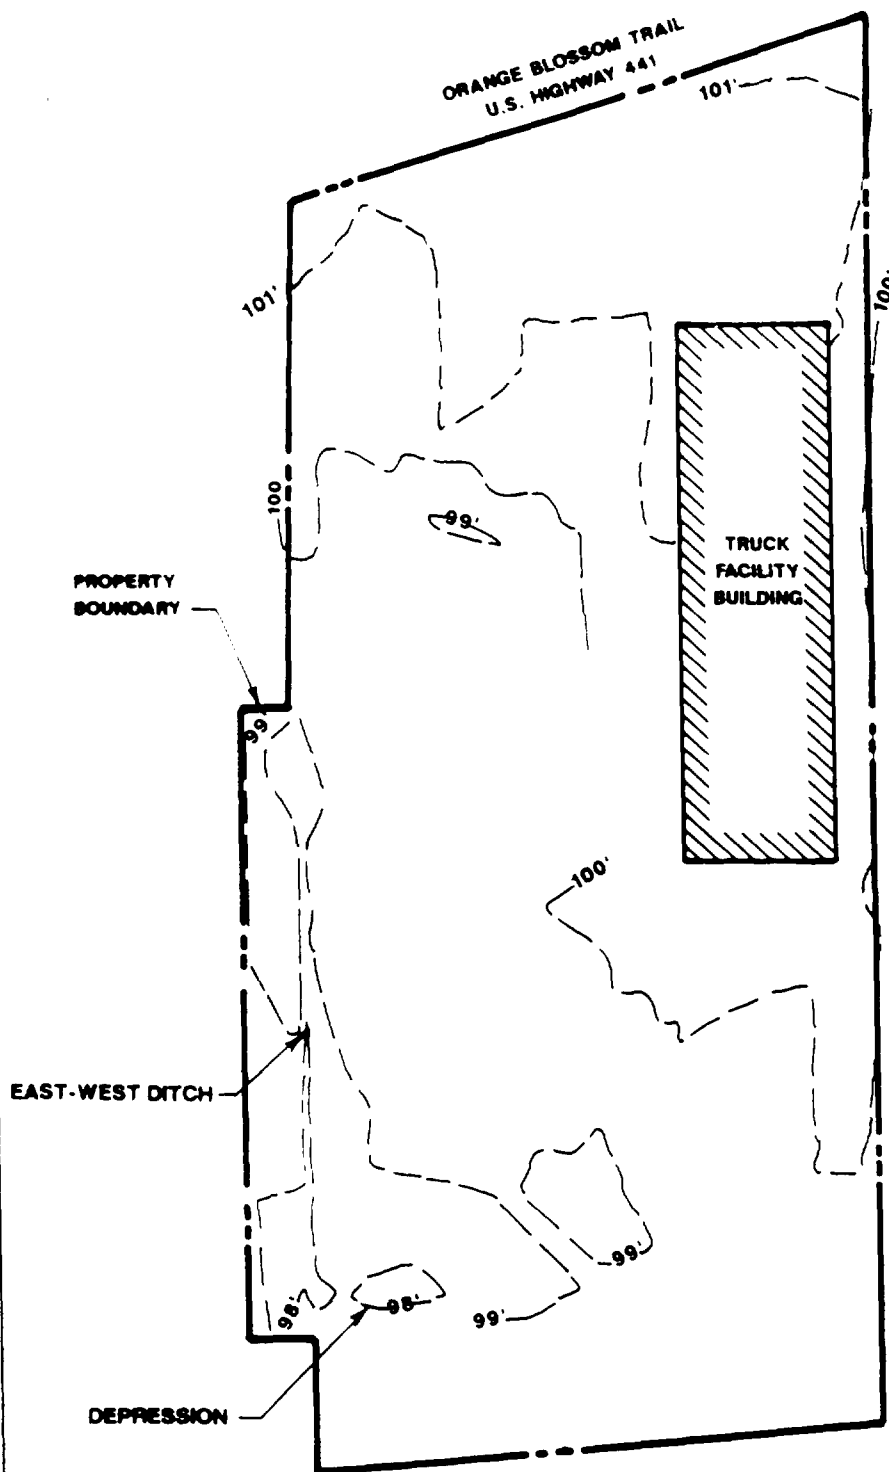 ORANGE BLOSSOM TRAIL
U.S. HIGHWAY 441
101'
101'
100'
100
99'
TRUCK
FACILITY
BUILDING
PROPERTY
BOUNDARY
99'
100'
EAST-WEST DITCH
99'
98'
98'
99'
DEPRESSION